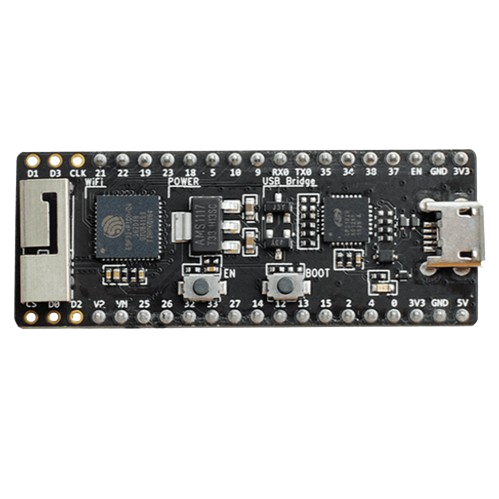 D1 D3 CLK 21 22 19 23 18 5 10 9 RX0 TX0 35 34 38 37 EN GND 3V3
WiFi POWER USB Bridge
AMS1117
EN BOOT
CS D0 D2 VP VN 25 26 32 33 27 14 12 13 15 2 4 0 3V3 GND 5V